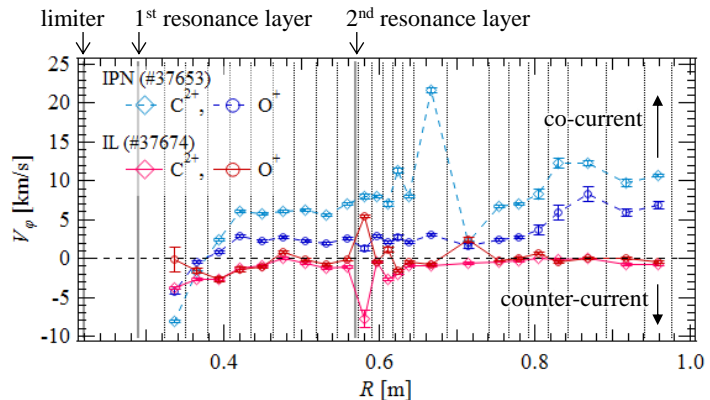 limiter 1st resonance layer 2nd resonance layer
25
IPN (#37653)
20
C2+, O+
co-current
15
IL (#37674)
C2+, O+
10
5
0
-5
counter-current
-10
Vφ [km/s]
0.4 0.6 0.8 1.0
R [m]